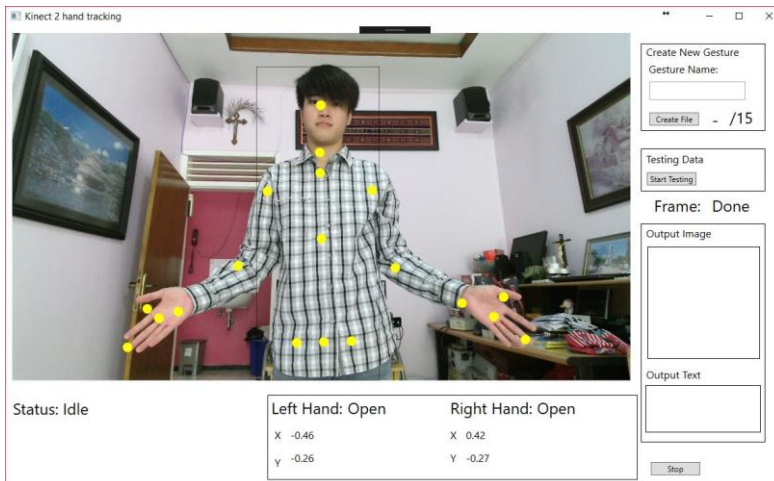 Kinect 2 hand tracking
Create New Gesture
Gesture Name:
Create File - /15
Testing Data
Start Testing
Frame: Done
Output Image
Output Text
Status: Idle
Left Hand: Open Right Hand: Open
X -0.46 X 0.42
Y -0.26 Y -0.27
Stop